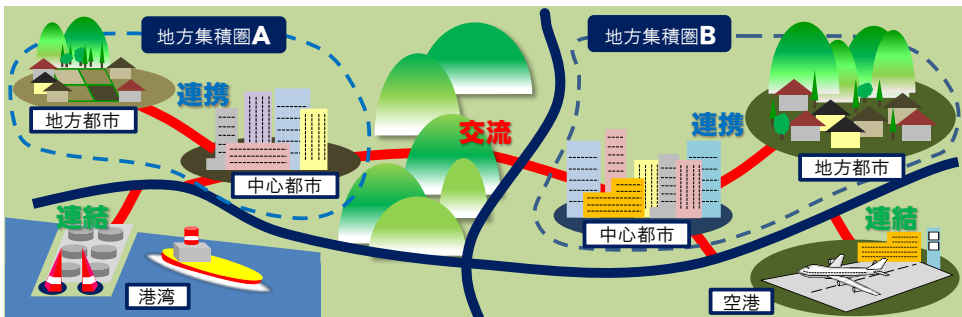 地方集積圏A
地方集積圏B
連携
地方都市
交流
連携
地方都市
中心都市
中心都市
連結
連結
港湾
空港